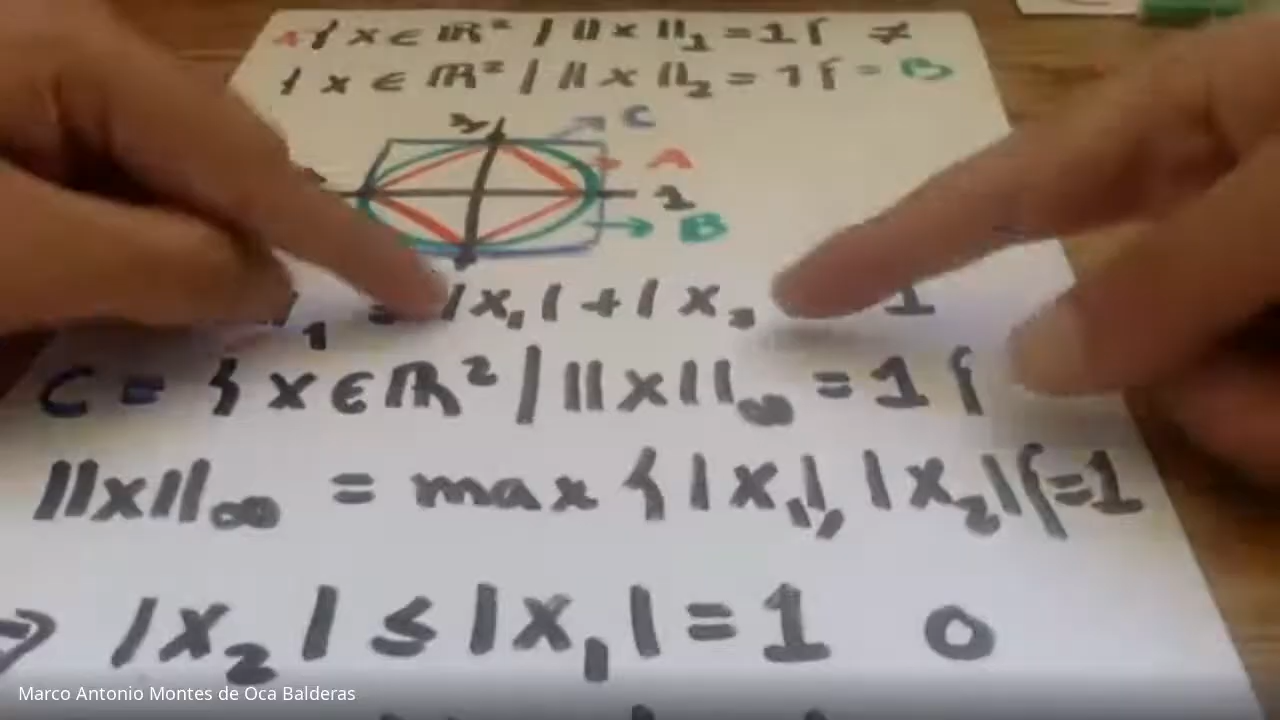 A { x ∈ ℝ² / ||x||₁ = 1 } ≠
{ x ∈ ℝ² / ||x||₂ = 1 } = B
C
A
1
B
₁ = |x₁| + |x₂ 1
C = { x ∈ ℝ² / ||x||∞ = 1 }
||x||∞ = max { |x₁|, |x₂| } = 1
⇒ |x₂| ≤ |x₁| = 1 o
Marco Antonio Montes de Oca Balderas